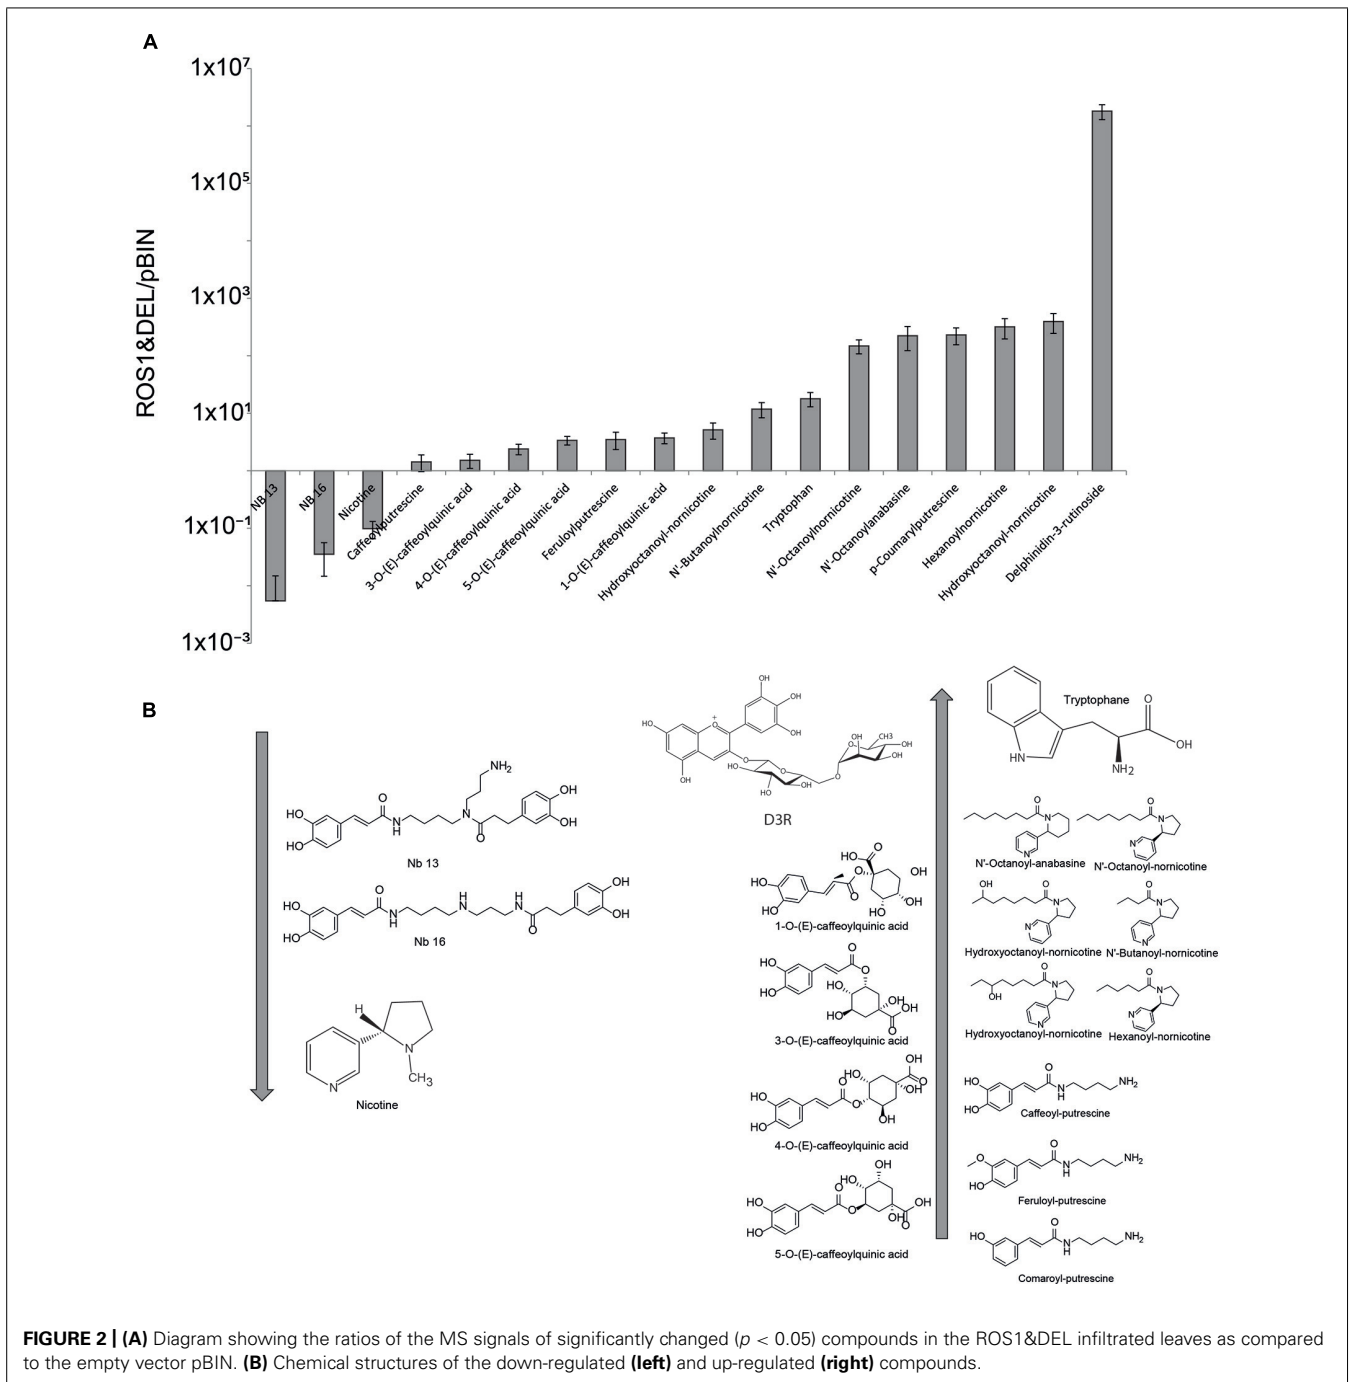 A
1x10⁷
1x10⁵
1x10³
1x10¹
1x10⁻¹
1x10⁻³
ROS1&DEL/pBIN
NB 13
NB 16
Nicotine
Caffeoylputrescine
3-O-(E)-caffeoylquinic acid
4-O-(E)-caffeoylquinic acid
5-O-(E)-caffeoylquinic acid
Feruloylputrescine
1-O-(E)-caffeoylquinic acid
Hydroxyoctanoyl-nornicotine
N'-Butanoylnornicotine
Tryptophan
N'-Octanoylnornicotine
N'-Octanoylanabasine
p-Coumarylputrescine
Hexanoylnornicotine
Hydroxyoctanoyl-nornicotine
Delphinidin-3-rutinoside
B
Nb 13
Nb 16
Nicotine
D3R
1-O-(E)-caffeoylquinic acid
3-O-(E)-caffeoylquinic acid
4-O-(E)-caffeoylquinic acid
5-O-(E)-caffeoylquinic acid
Tryptophane
N'-Octanoyl-anabasine
N'-Octanoyl-nornicotine
Hydroxyoctanoyl-nornicotine
N'-Butanoyl-nornicotine
Hydroxyoctanoyl-nornicotine
Hexanoyl-nornicotine
Caffeoyl-putrescine
Feruloyl-putrescine
Comaroyl-putrescine
FIGURE 2 | (A) Diagram showing the ratios of the MS signals of significantly changed (p < 0.05) compounds in the ROS1&DEL infiltrated leaves as compared
to the empty vector pBIN. (B) Chemical structures of the down-regulated (left) and up-regulated (right) compounds.